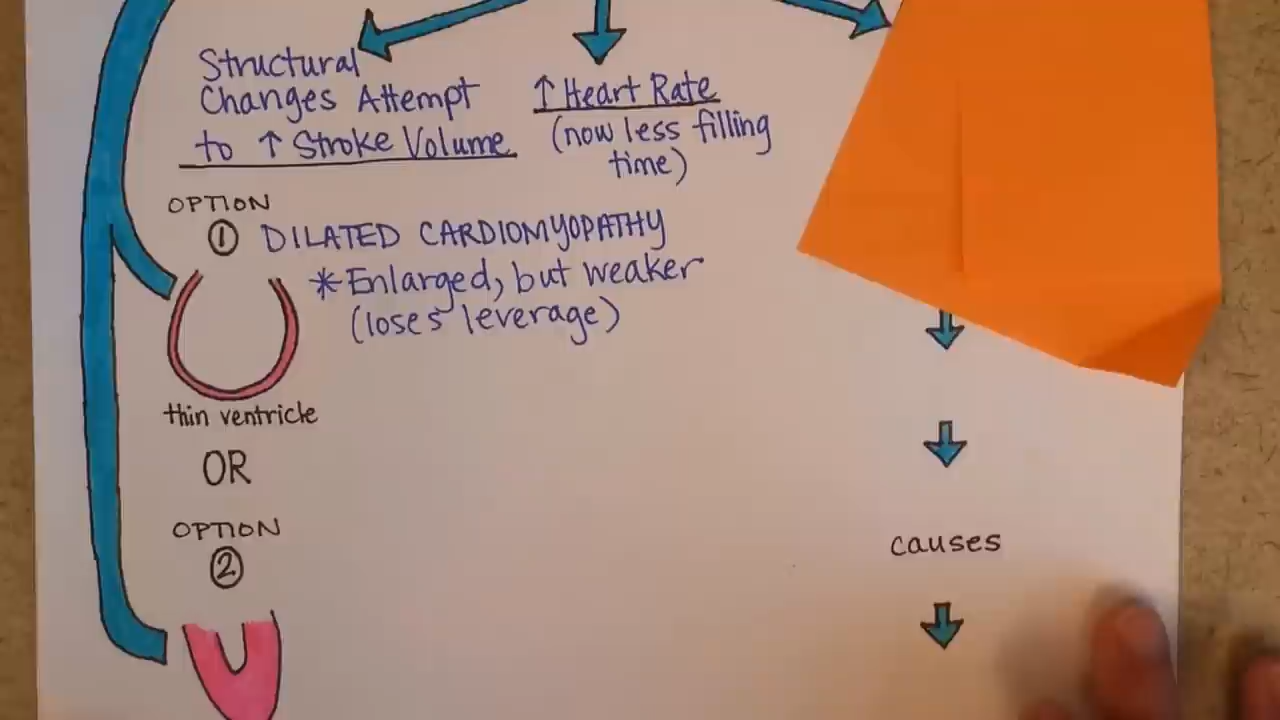 Structural
Changes Attempt
to ↑ Stroke Volume
↑ Heart Rate
(now less filling
time)
OPTION
① DILATED CARDIOMYOPATHY
* Enlarged, but weaker
(loses leverage)
thin ventricle
OR
OPTION
②
causes